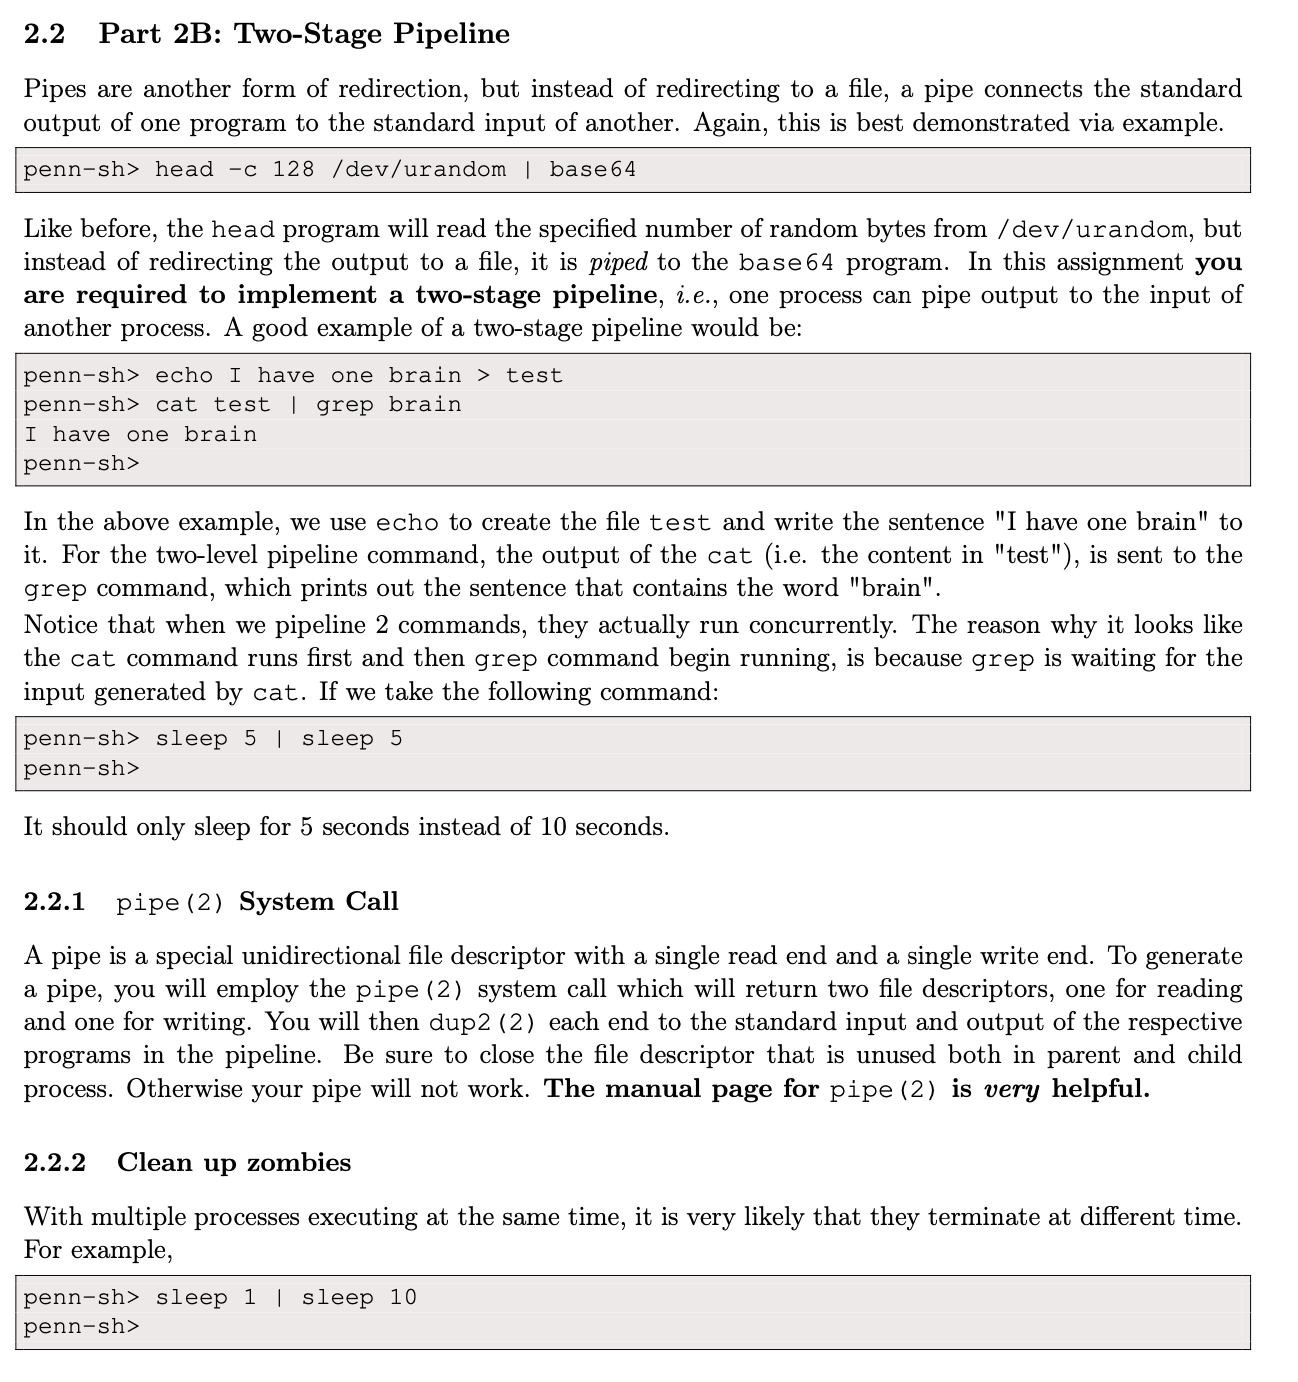 2.2 Part 2B: Two-Stage Pipeline
Pipes are another form of redirection, but instead of redirecting to a file, a pipe connects the standard
output of one program to the standard input of another. Again, this is best demonstrated via example.
penn-sh> head -c 128 /dev/urandom | base64
Like before, the head program will read the specified number of random bytes from /dev/urandom, but
instead of redirecting the output to a file, it is piped to the base64 program. In this assignment you
are required to implement a two-stage pipeline, i.e., one process can pipe output to the input of
another process. A good example of a two-stage pipeline would be:
penn-sh> echo I have one brain > test
penn-sh> cat test | grep brain
I have one brain
penn-sh>
In the above example, we use echo to create the file test and write the sentence "I have one brain" to
it. For the two-level pipeline command, the output of the cat (i.e. the content in "test"), is sent to the
grep command, which prints out the sentence that contains the word "brain".
Notice that when we pipeline 2 commands, they actually run concurrently. The reason why it looks like
the cat command runs first and then grep command begin running, is because grep is waiting for the
input generated by cat. If we take the following command:
penn-sh> sleep 5 | sleep 5
penn-sh>
It should only sleep for 5 seconds instead of 10 seconds.
2.2.1 pipe(2) System Call
A pipe is a special unidirectional file descriptor with a single read end and a single write end. To generate
a pipe, you will employ the pipe(2) system call which will return two file descriptors, one for reading
and one for writing. You will then dup2(2) each end to the standard input and output of the respective
programs in the pipeline. Be sure to close the file descriptor that is unused both in parent and child
process. Otherwise your pipe will not work. The manual page for pipe(2) is very helpful.
2.2.2 Clean up zombies
With multiple processes executing at the same time, it is very likely that they terminate at different time.
For example,
penn-sh> sleep 1 | sleep 10
penn-sh>